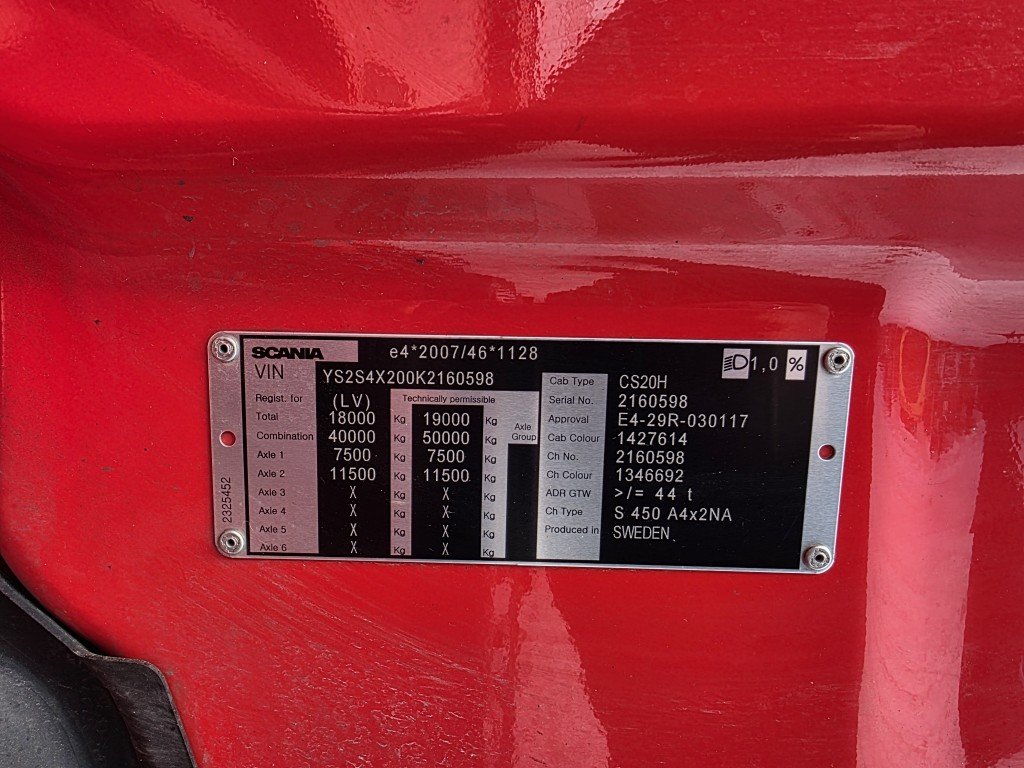 SCANIA e4*2007/46*1128 1,0 %
VIN YS2S4X200K2160598
Regist. for (LV) Technically permissible
Total 18000 Kg 19000 Kg
Combination 40000 Kg 50000 Kg
Axle Group
Axle 1 7500 Kg 7500 Kg
Axle 2 11500 Kg 11500 Kg
Axle 3 X Kg X Kg
Axle 4 X Kg X Kg
Axle 5 X Kg X Kg
Axle 6 X Kg X Kg
Cab Type CS20H
Serial No. 2160598
Approval E4-29R-030117
Cab Colour 1427614
Ch No. 2160598
Ch Colour 1346692
ADR GTW >/= 44 t
Ch Type S 450 A4x2NA
Produced in SWEDEN
2325452